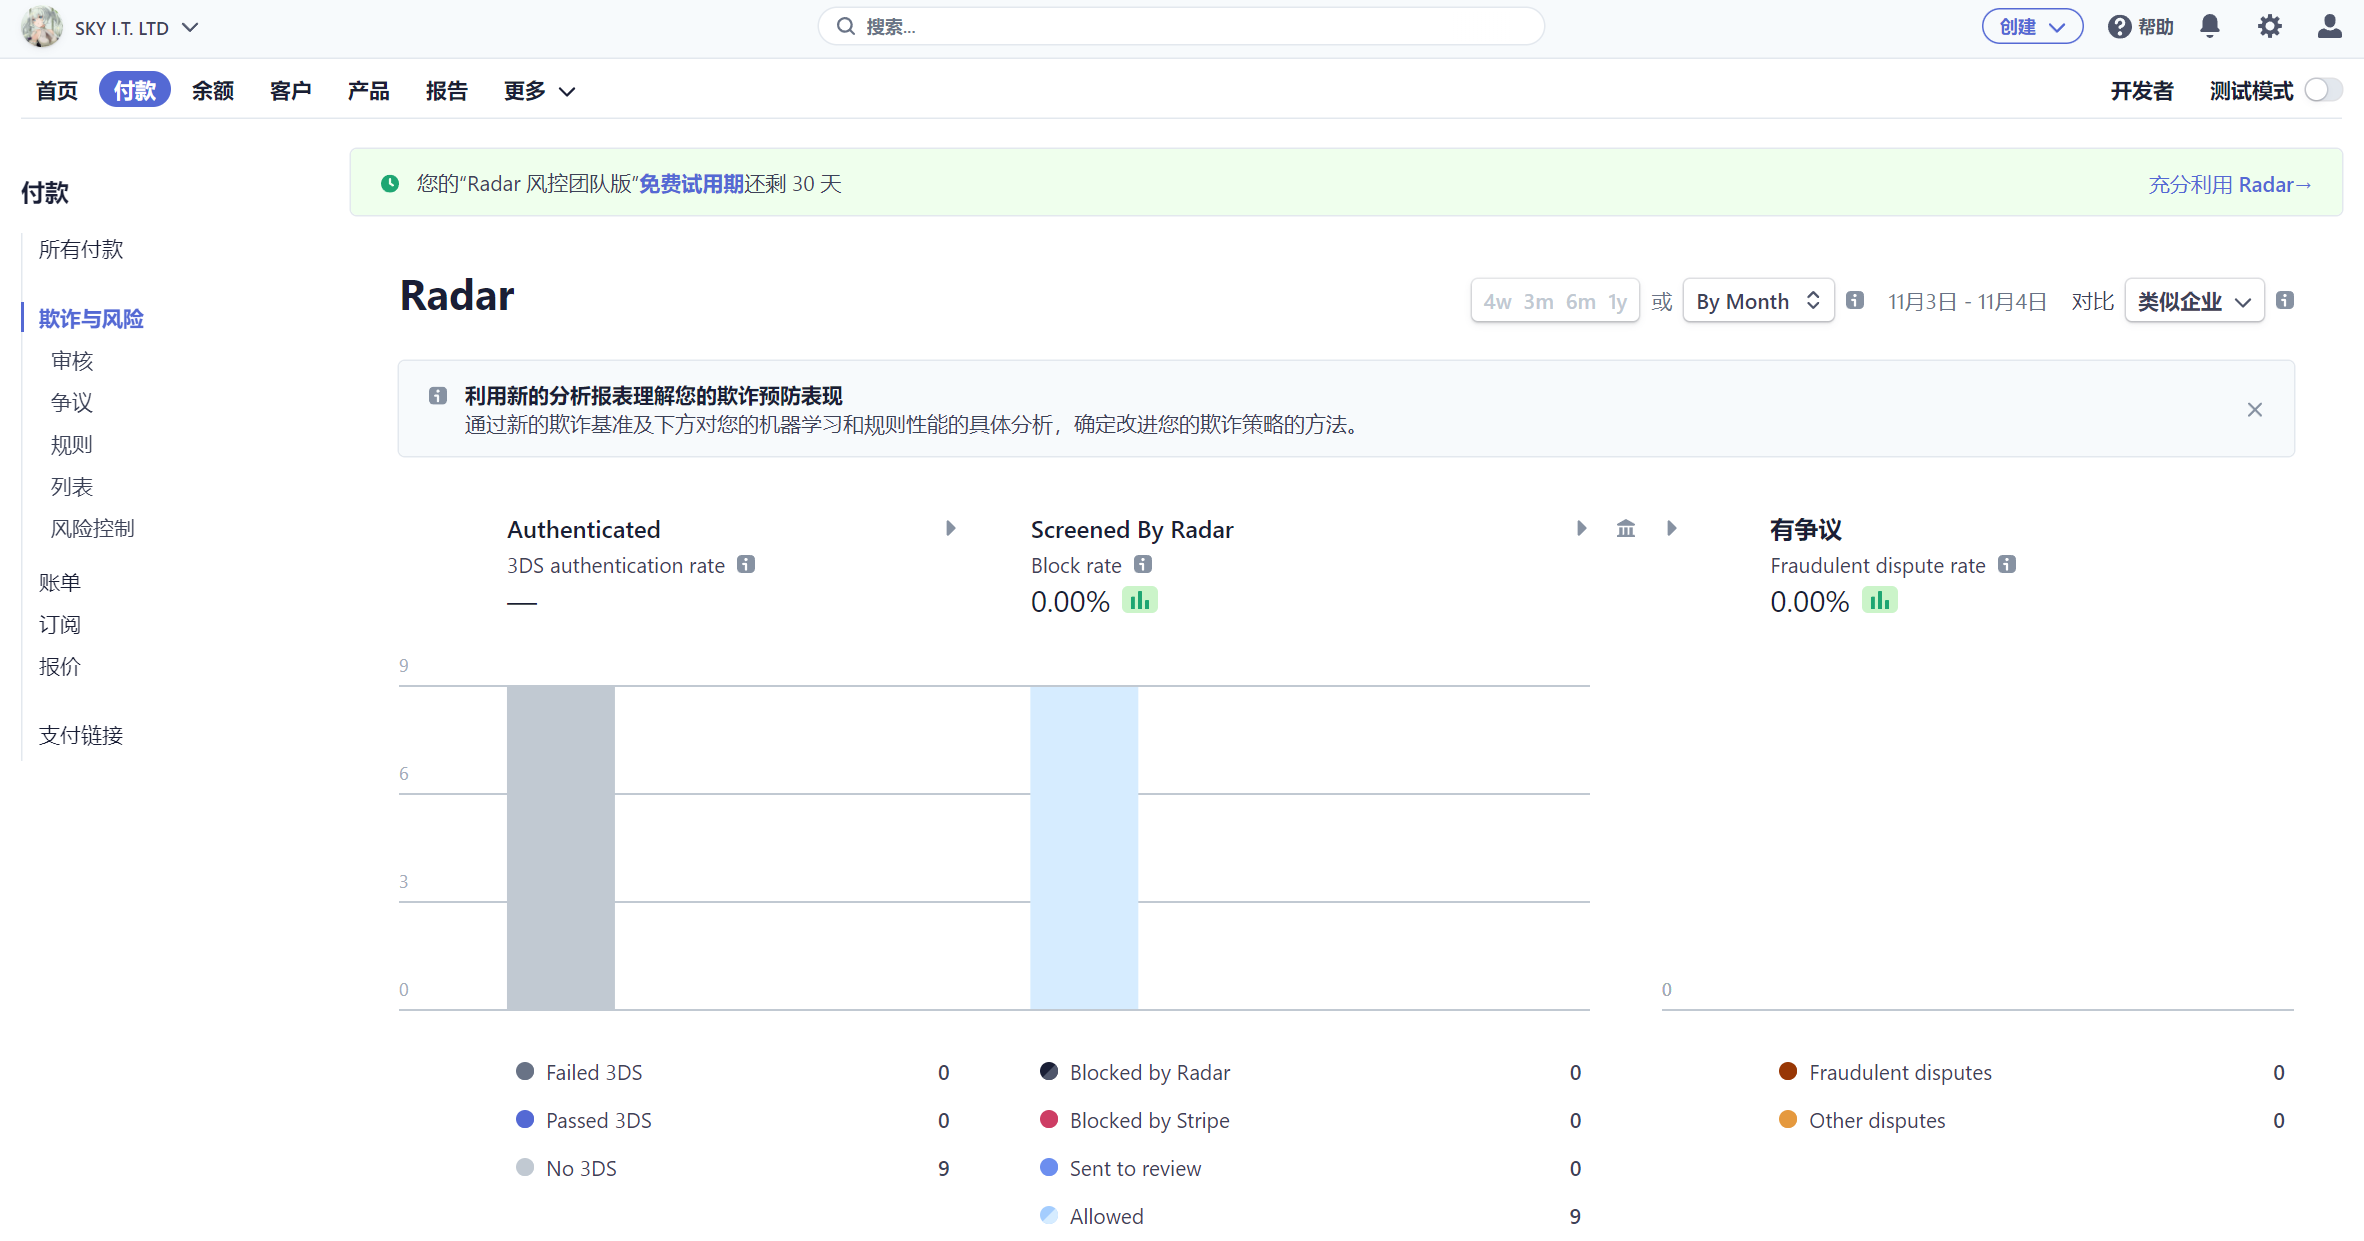 SKY I.T. LTD
搜索...
创建
帮助
首页
付款
余额
客户
产品
报告
更多
开发者
测试模式
付款
所有付款
欺诈与风险
审核
争议
规则
列表
风险控制
账单
订阅
报价
支付链接
您的“Radar 风控团队版”免费试用期还剩 30 天
充分利用 Radar→
Radar
4w 3m 6m 1y
或
By Month
11月3日 - 11月4日
对比
类似企业
利用新的分析报表理解您的欺诈预防表现
通过新的欺诈基准及下方对您的机器学习和规则性能的具体分析，确定改进您的欺诈策略的方法。
Authenticated
3DS authentication rate
—
Screened By Radar
Block rate
0.00%
有争议
Fraudulent dispute rate
0.00%
9
6
3
0
0
Failed 3DS 0
Passed 3DS 0
No 3DS 9
Blocked by Radar 0
Blocked by Stripe 0
Sent to review 0
Allowed 9
Fraudulent disputes 0
Other disputes 0